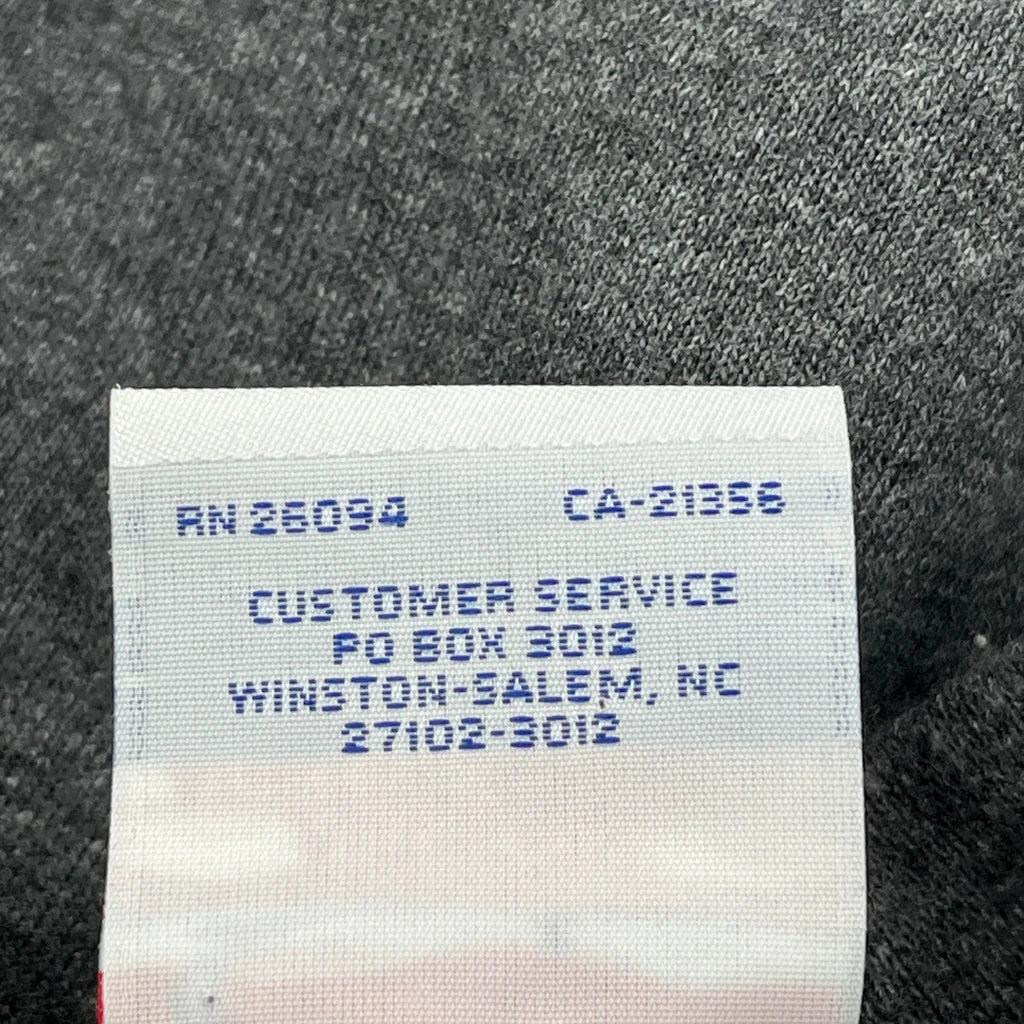 RN 26094 CA-21356
CUSTOMER SERVICE
PO BOX 3012
WINSTON-SALEM, NC
27102-3012